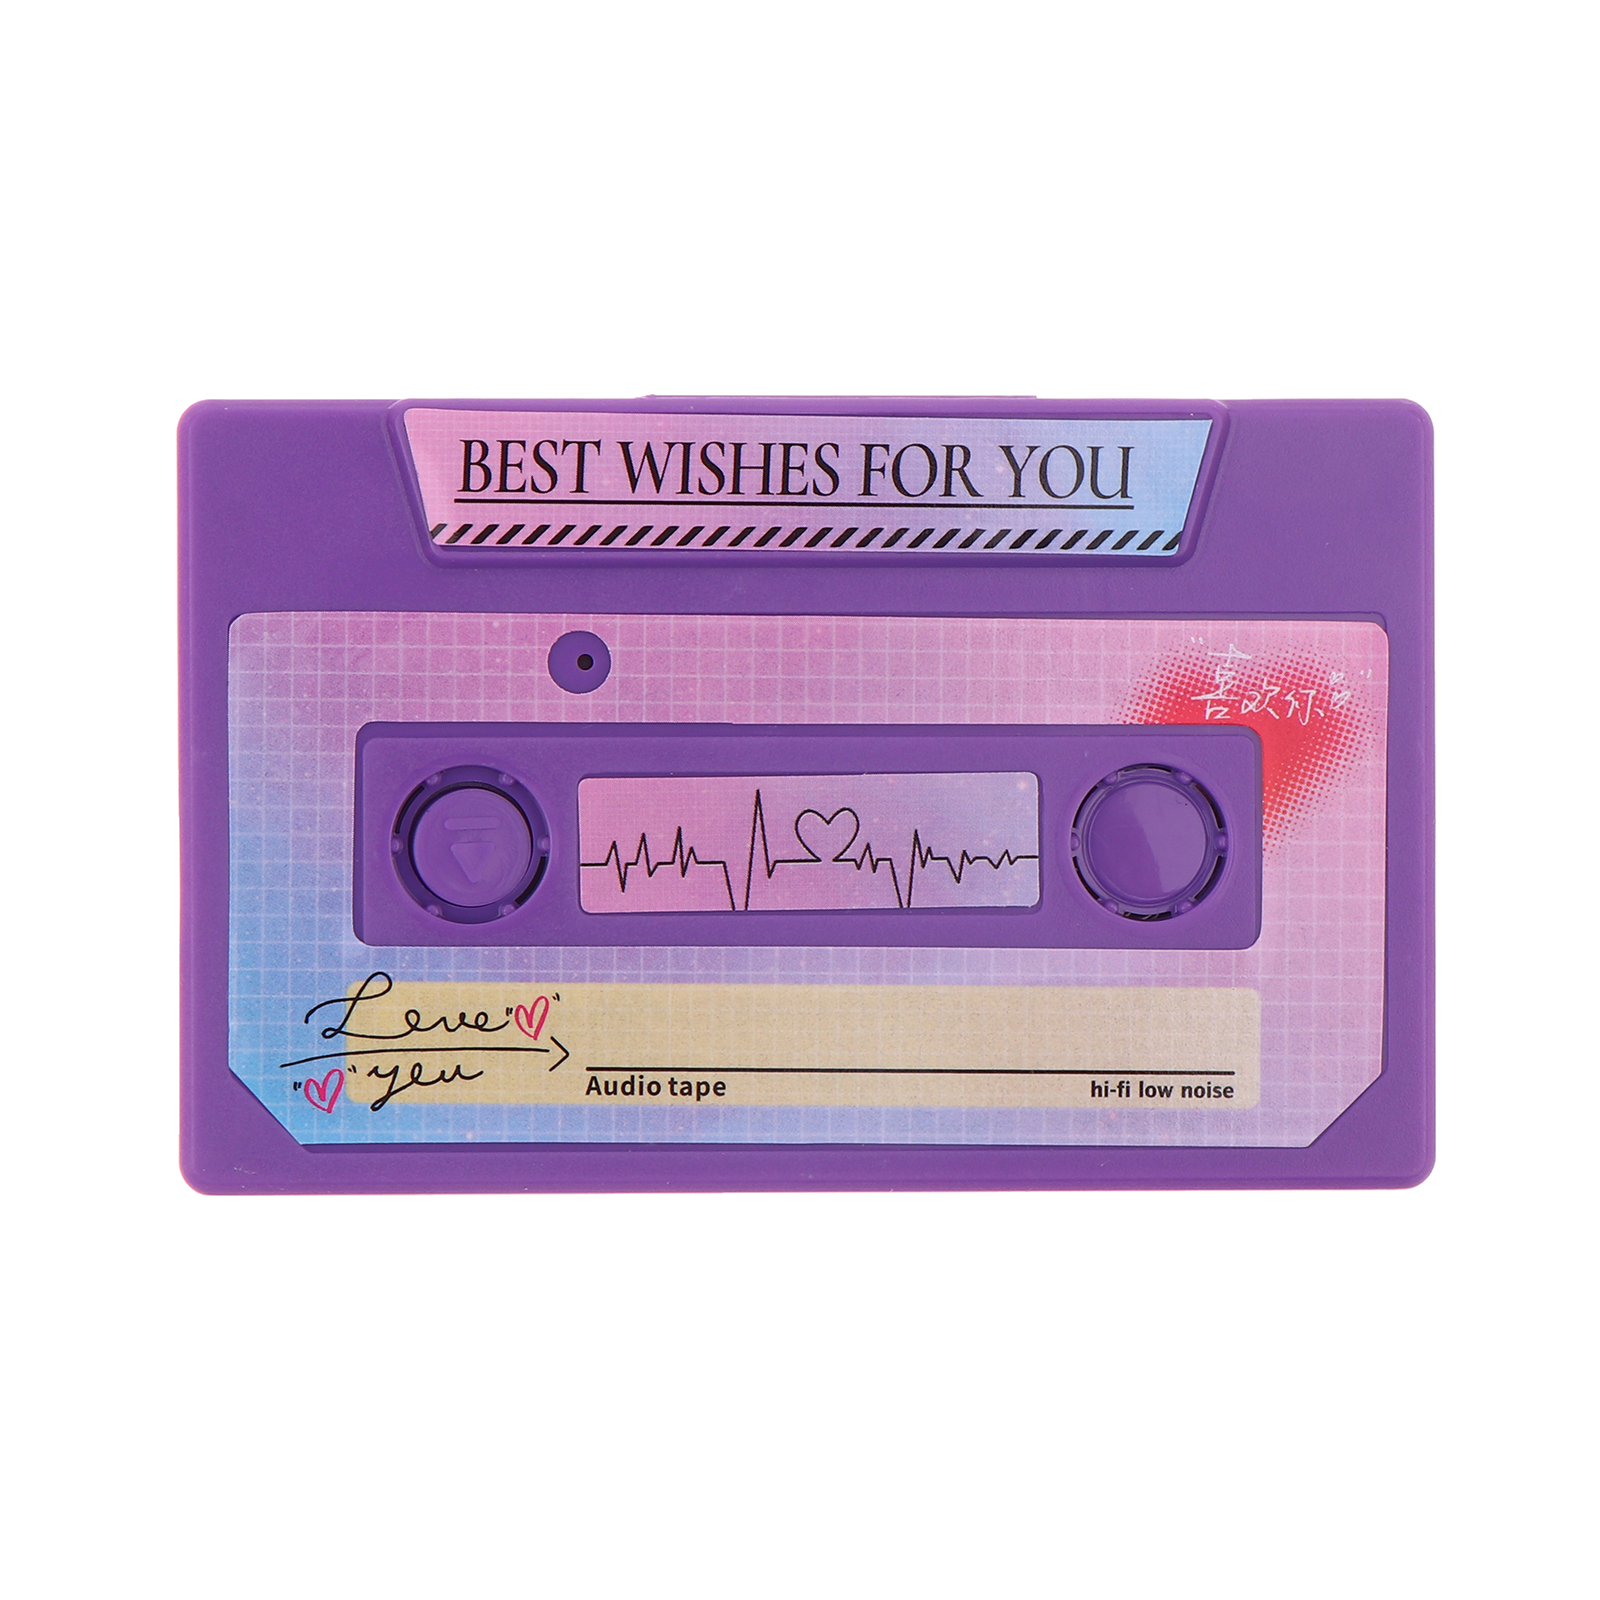 BEST WISHES FOR YOU
"喜欢你"
Love""
"" you
Audio tape
hi-fi low noise